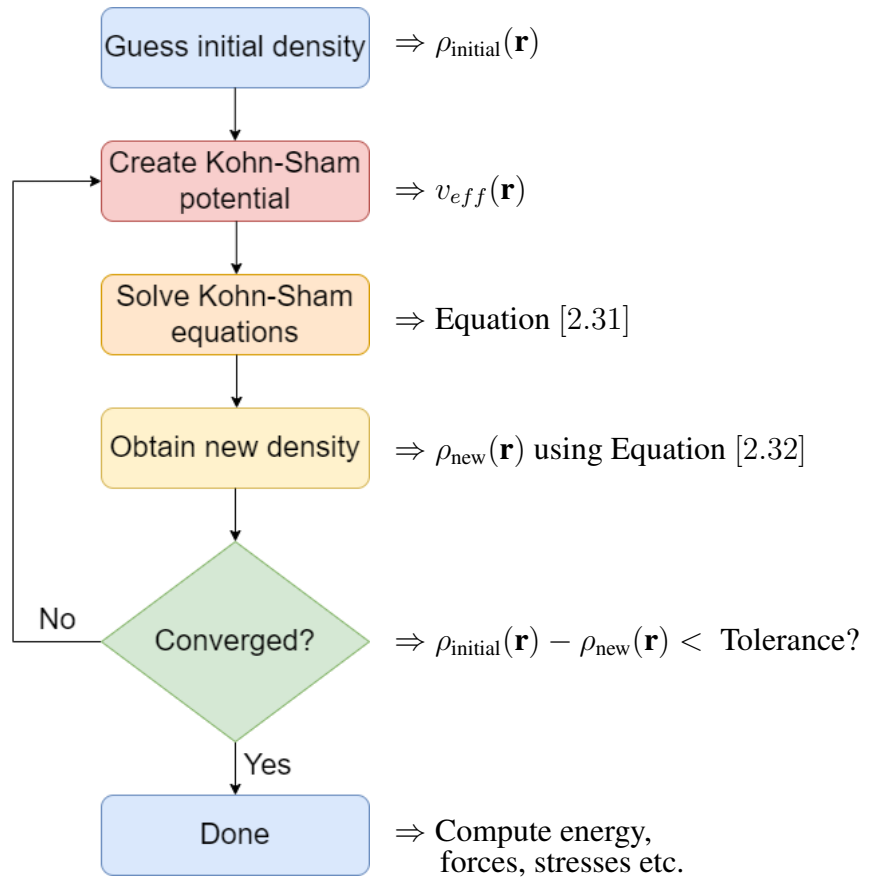 Guess initial density ⇒ ρ_initial(r)
Create Kohn-Sham
potential
⇒ v_eff(r)
Solve Kohn-Sham
equations
⇒ Equation [2.31]
Obtain new density ⇒ ρ_new(r) using Equation [2.32]
No
Converged? ⇒ ρ_initial(r) − ρ_new(r) < Tolerance?
Yes
Done ⇒ Compute energy,
forces, stresses etc.